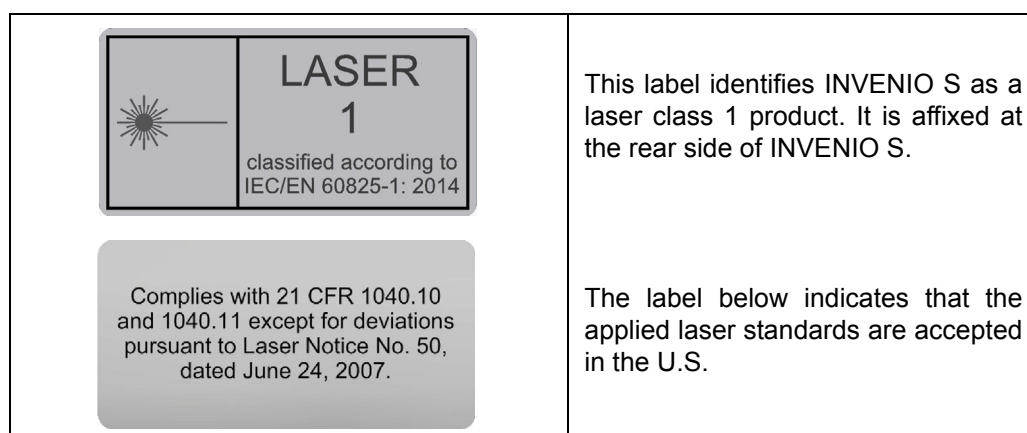 LASER
1
classified according to
IEC/EN 60825-1: 2014
This label identifies INVENIO S as a
laser class 1 product. It is affixed at
the rear side of INVENIO S.
Complies with 21 CFR 1040.10
and 1040.11 except for deviations
pursuant to Laser Notice No. 50,
dated June 24, 2007.
The label below indicates that the
applied laser standards are accepted
in the U.S.